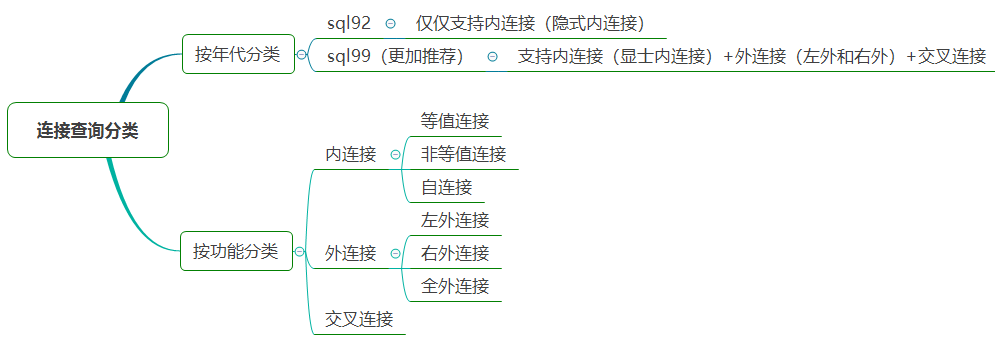 连接查询分类
按年代分类
sql92
仅仅支持内连接（隐式内连接）
sql99（更加推荐）
支持内连接（显士内连接）+外连接（左外和右外）+交叉连接
按功能分类
内连接
等值连接
非等值连接
自连接
外连接
左外连接
右外连接
全外连接
交叉连接